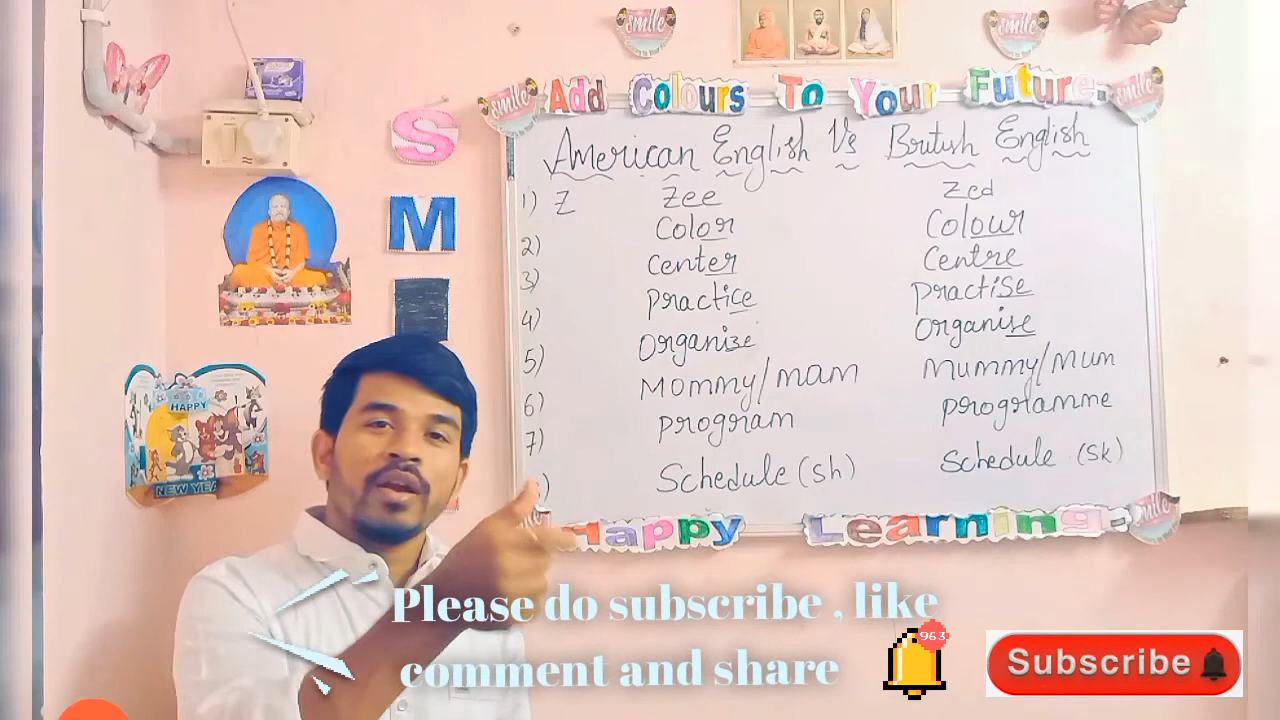 smile
smile
smile Add Colours To Your Future. smile
American English Vs British English
1) Z Zee Zed
2) Color Colour
3) Center Centre
4) Practice Practise
5) Organize Organise
6) Mommy/mam Mummy/Mum
7) Program Programme
) Schedule (sh) Schedule (sk)
Happy Learning. smile
S
M
I
HAPPY
NEW YEA
Please do subscribe , like
comment and share
963
Subscribe